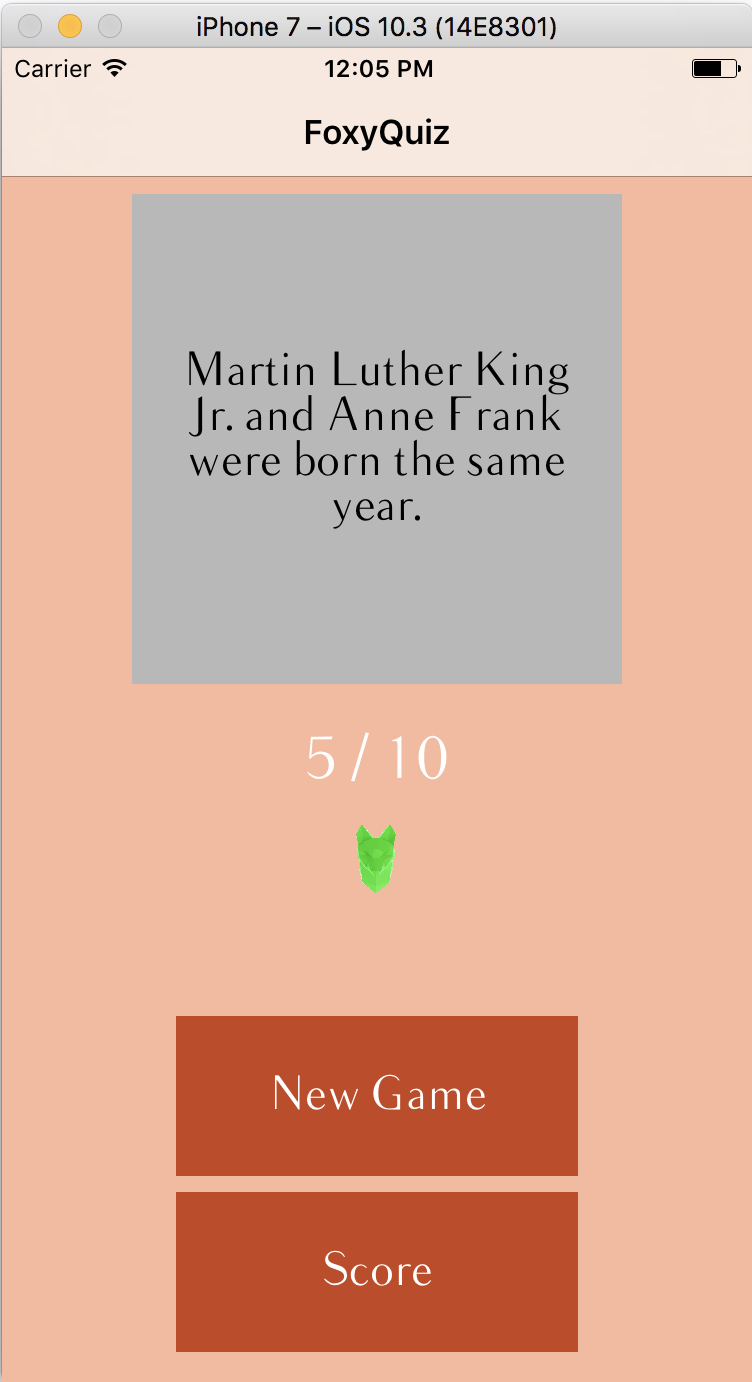 iPhone 7 – iOS 10.3 (14E8301)
Carrier 12:05 PM
FoxyQuiz
Martin Luther King
Jr. and Anne Frank
were born the same
year.
5 / 10
New Game
Score